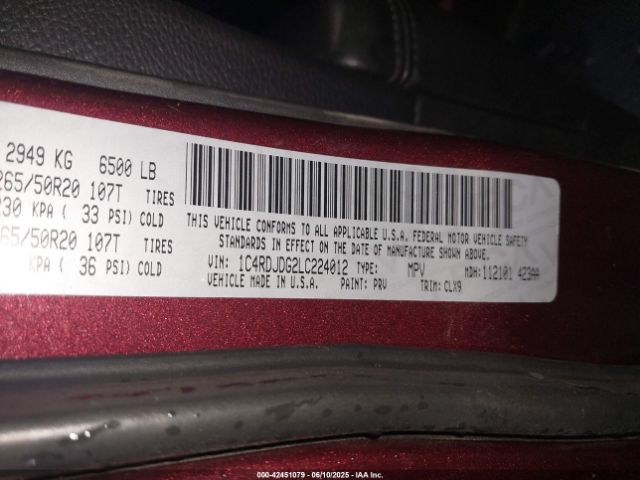 2949 KG 6500 LB
265/50R20 107T TIRES
230 KPA ( 33 PSI) COLD
265/50R20 107T TIRES
KPA ( 36 PSI) COLD
THIS VEHICLE CONFORMS TO ALL APPLICABLE U.S.A. FEDERAL MOTOR VEHICLE SAFETY
STANDARDS IN EFFECT ON THE DATE OF MANUFACTURE SHOWN ABOVE.
VIN: 1C4RDJDG2LC224012 TYPE: MPV MDH: 112101 423AA
VEHICLE MADE IN U.S.A. PAINT: PRV TRIM: CLX9
000-42451079 | 06/10/2025 | IAA Inc.